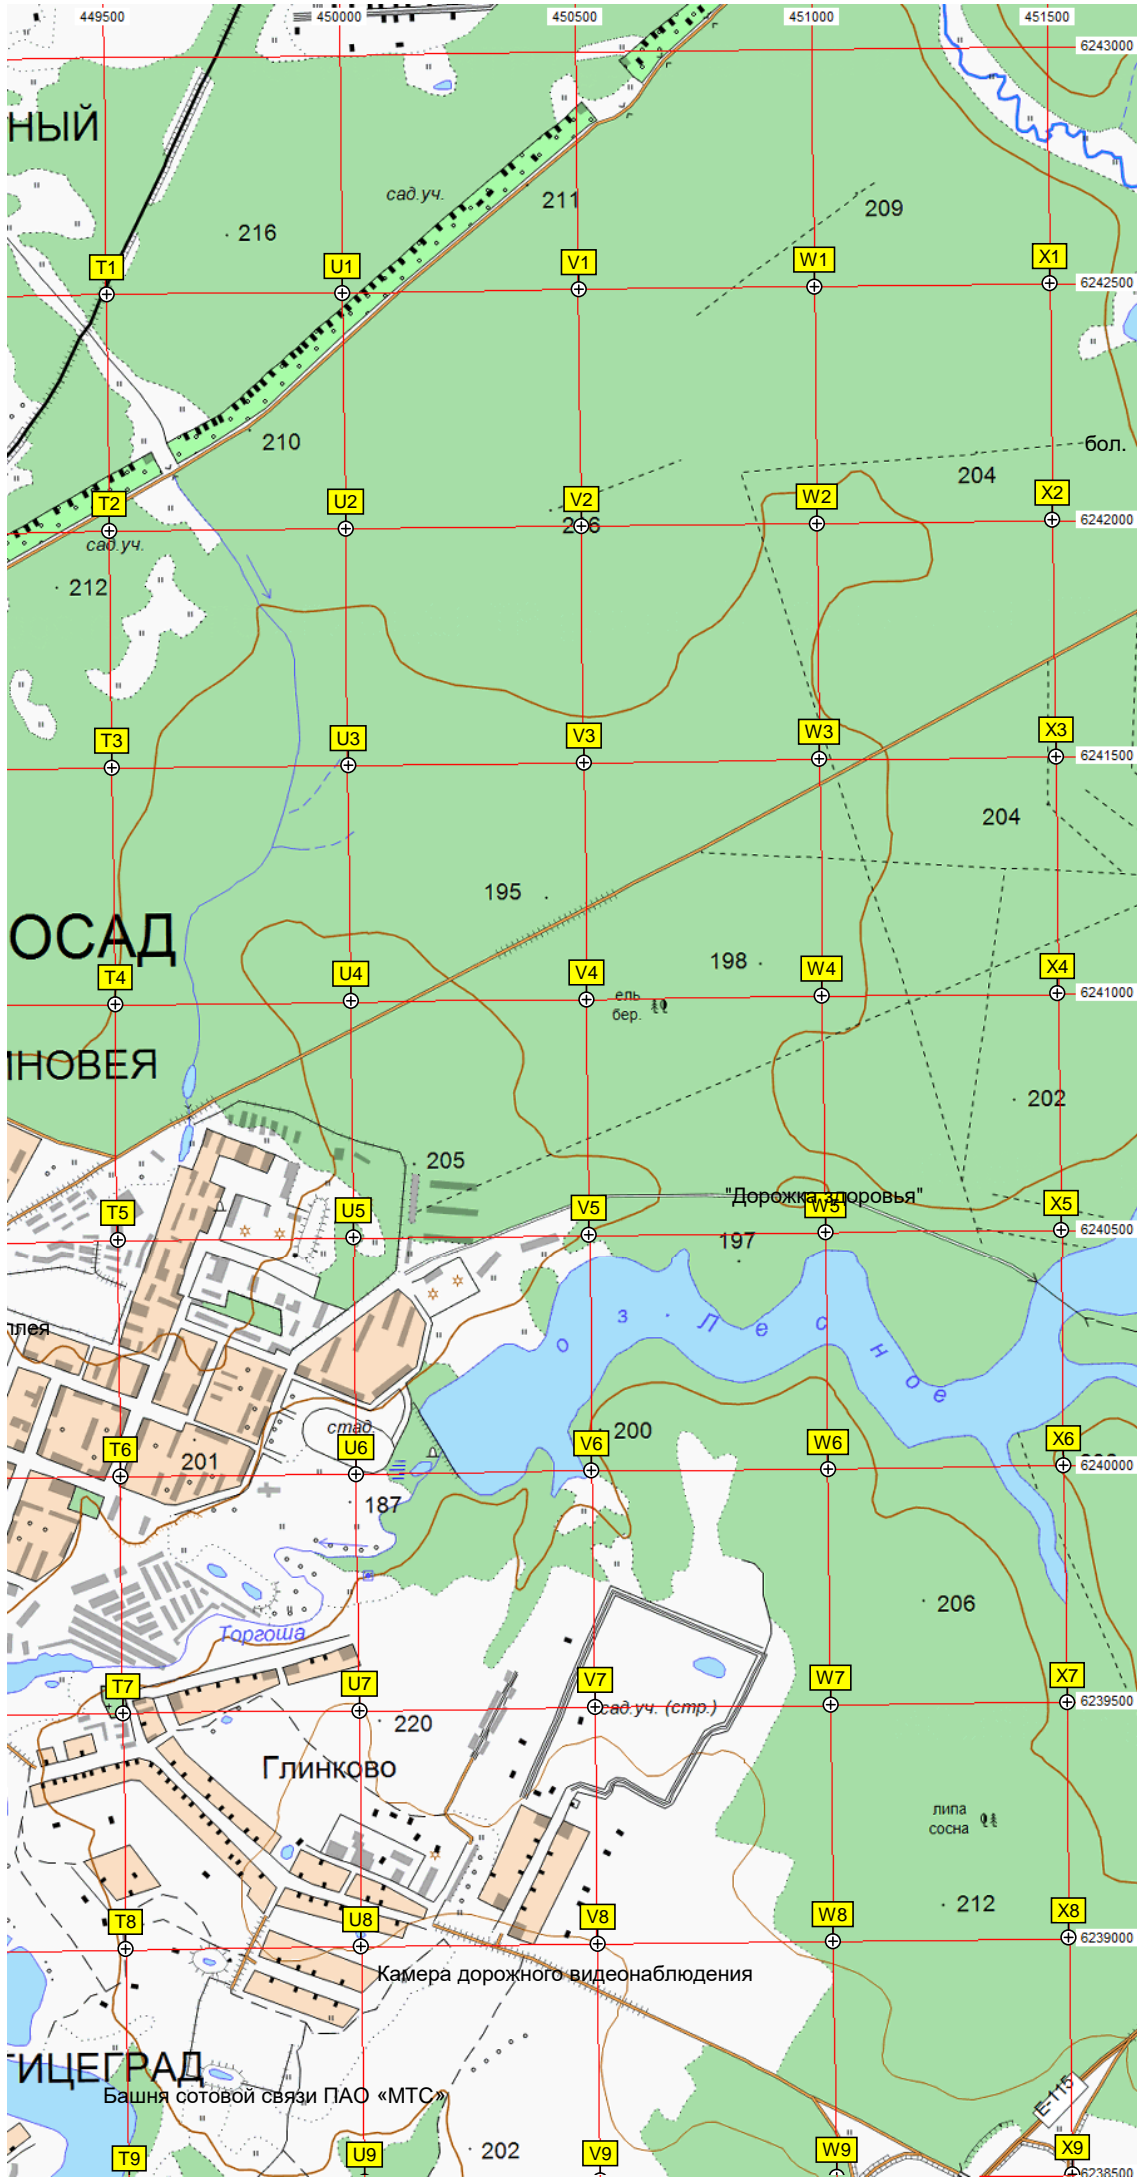 449500 450000 450500 451000 451500
6243000
НЫЙ
сад.уч.
211
209
216
T1 U1 V1 W1 X1
6242500
210
бол.
204
T2 U2 V2 W2 X2
6242000
сад.уч.
212
T3 U3 V3 W3 X3
6241500
204
195
ОСАД
198
T4 U4 V4 W4 X4
6241000
ель
бер.
НОВЕЯ
202
205
"Дорожка здоровья"
T5 U5 V5 W5 X5
6240500
197
оз. Лесное
ллея
стад.
200
T6 U6 V6 W6 X6
6240000
201
187
206
Торгоша
T7 U7 V7 W7 X7
6239500
сад.уч. (стр.)
220
Глинково
липа
сосна
212
T8 U8 V8 W8 X8
6239000
Камера дорожного видеонаблюдения
ТИЦЕГРАД
Башня сотовой связи ПАО «МТС»
E-115
202
T9 U9 V9 W9 X9
6238500